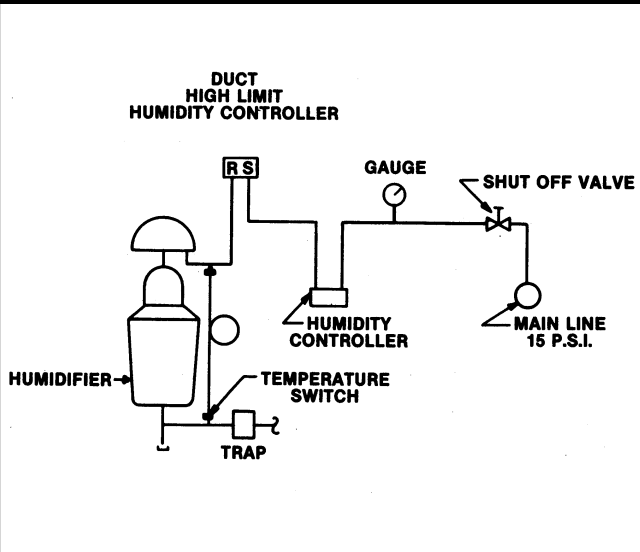 DUCT
HIGH LIMIT
HUMIDITY CONTROLLER
R S
GAUGE
SHUT OFF VALVE
HUMIDITY
CONTROLLER
MAIN LINE
15 P.S.I.
HUMIDIFIER
TEMPERATURE
SWITCH
TRAP